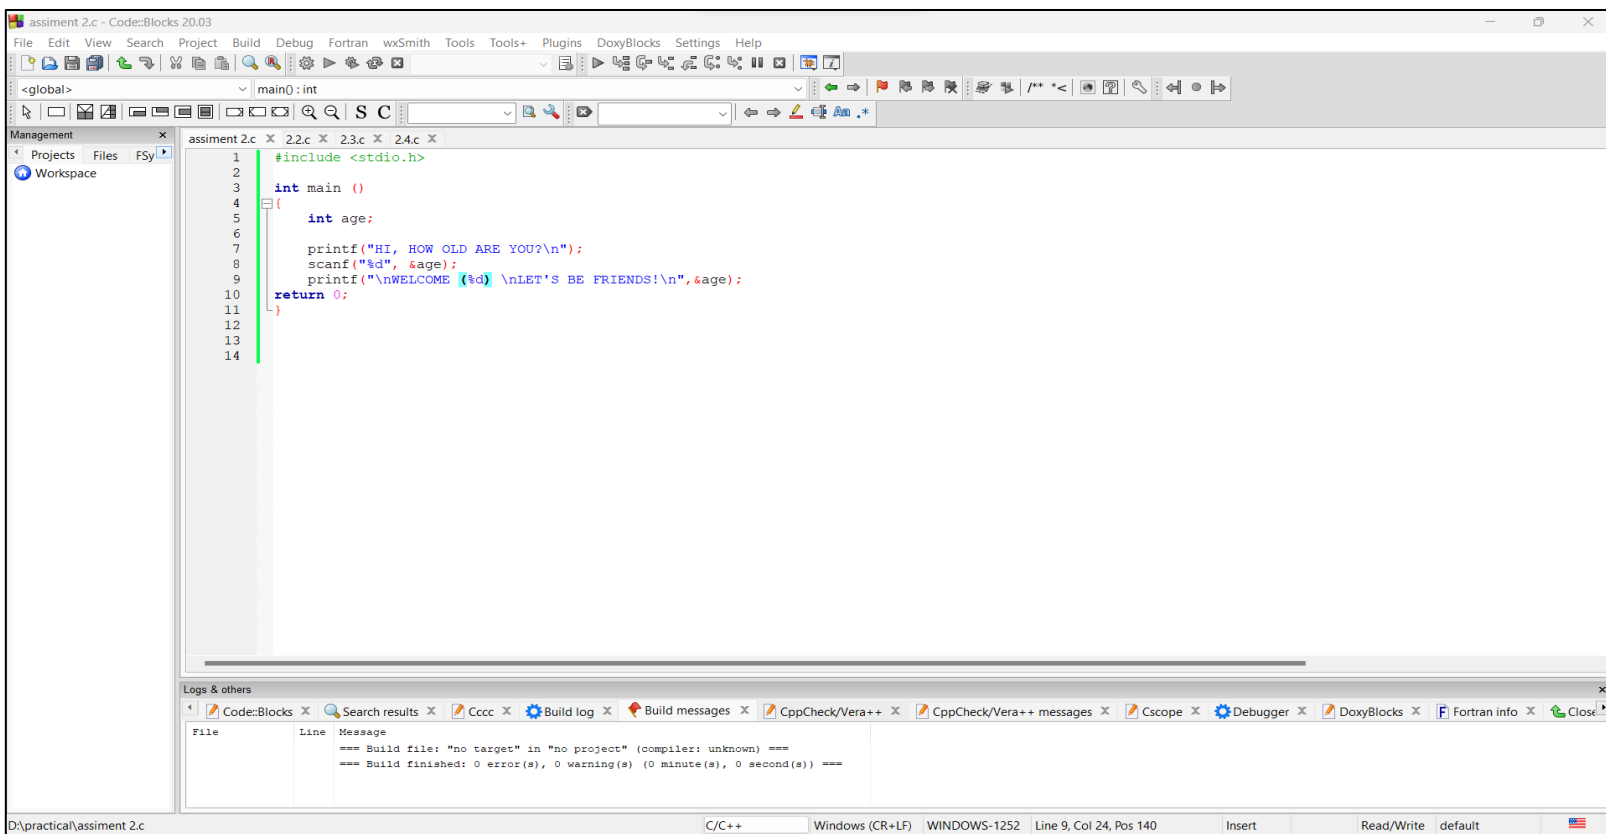 assiment 2.c - Code::Blocks 20.03
File Edit View Search Project Build Debug Fortran wxSmith Tools Tools+ Plugins DoxyBlocks Settings Help
<global> main() : int /** *<
S C Aa .*
Management
Projects Files FSy
Workspace
assiment 2.c X 2.2.c X 2.3.c X 2.4.c X
1 #include <stdio.h>
2
3 int main ()
4 {
5 int age;
6
7 printf("HI, HOW OLD ARE YOU?\n");
8 scanf("%d", &age);
9 printf("\nWELCOME (%d) \nLET'S BE FRIENDS!\n",&age);
10 return 0;
11 }
12
13
14
Logs & others
Code::Blocks X Search results X Cccc X Build log X Build messages X CppCheck/Vera++ X CppCheck/Vera++ messages X Cscope X Debugger X DoxyBlocks X F Fortran info X Close
File Line Message
=== Build file: "no target" in "no project" (compiler: unknown) ===
=== Build finished: 0 error(s), 0 warning(s) (0 minute(s), 0 second(s)) ===
D:\practical\assiment 2.c C/C++ Windows (CR+LF) WINDOWS-1252 Line 9, Col 24, Pos 140 Insert Read/Write default